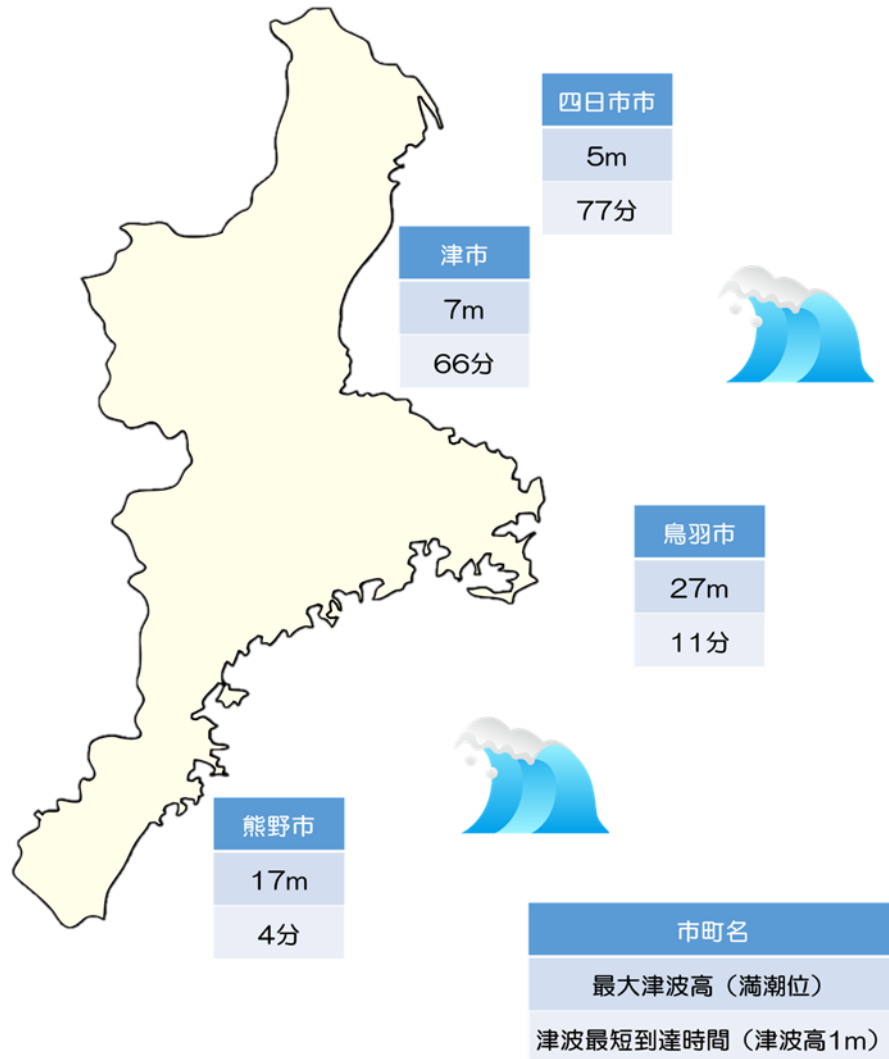 四日市市
5m
77分
津市
7m
66分
鳥羽市
27m
11分
熊野市
17m
4分
市町名
最大津波高（満潮位）
津波最短到達時間（津波高1m）